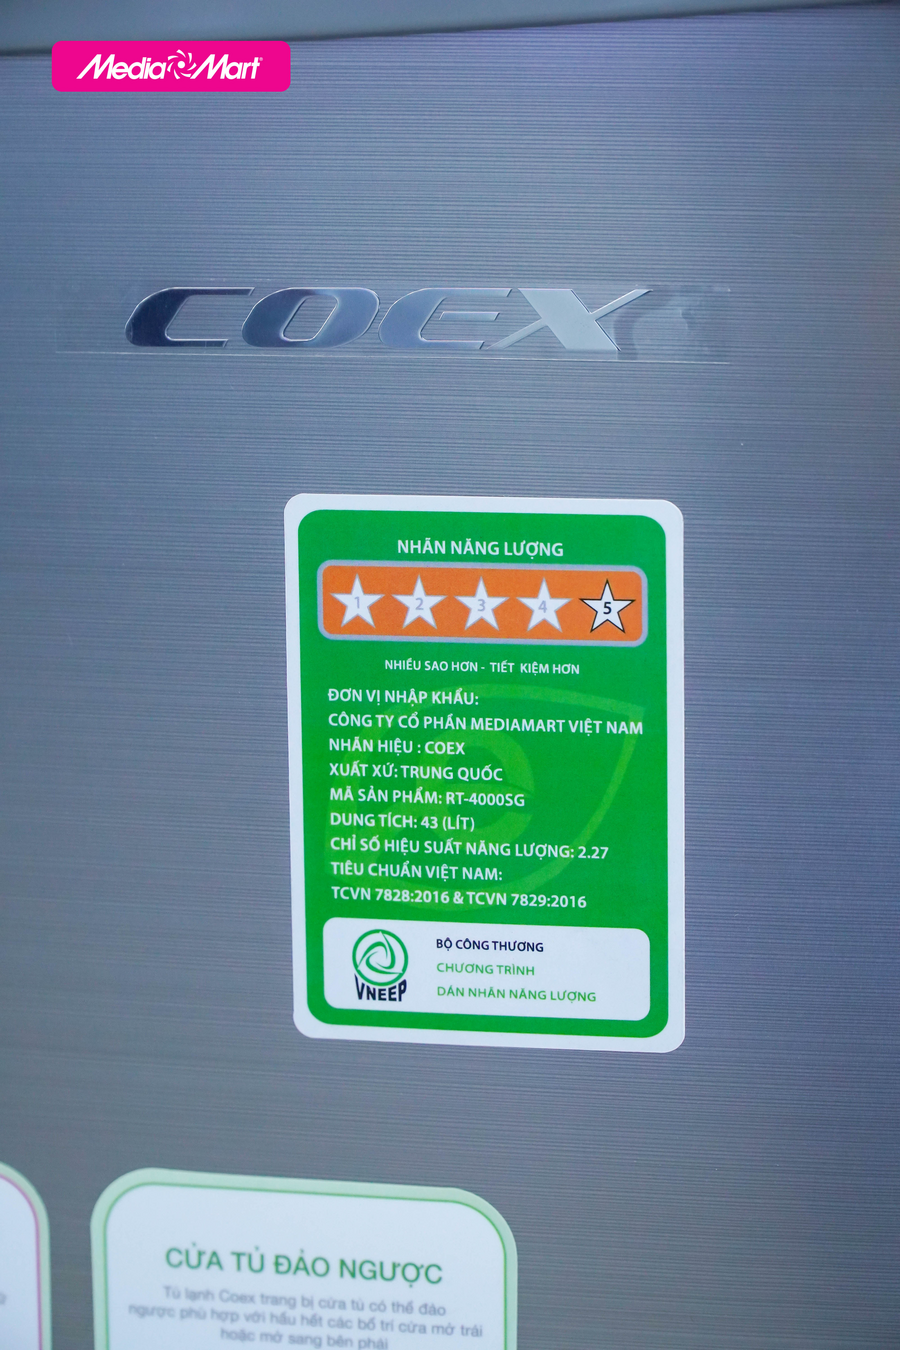 Media Mart
COEX
NHÃN NĂNG LƯỢNG
1 2 3 4 5
NHIỀU SAO HƠN - TIẾT KIỆM HƠN
ĐƠN VỊ NHẬP KHẨU:
CÔNG TY CỔ PHẦN MEDIAMART VIỆT NAM
NHÃN HIỆU : COEX
XUẤT XỨ: TRUNG QUỐC
MÃ SẢN PHẨM: RT-4000SG
DUNG TÍCH: 43 (LÍT)
CHỈ SỐ HIỆU SUẤT NĂNG LƯỢNG: 2.27
TIÊU CHUẨN VIỆT NAM:
TCVN 7828:2016 & TCVN 7829:2016
VNEEP
BỘ CÔNG THƯƠNG
CHƯƠNG TRÌNH
DÁN NHÃN NĂNG LƯỢNG
CỬA TỦ ĐẢO NGƯỢC
Tủ lạnh Coex trang bị cửa tủ có thể đảo
ngược phù hợp với hầu hết các bố trí cửa mở trái
hoặc mở sang bên phải